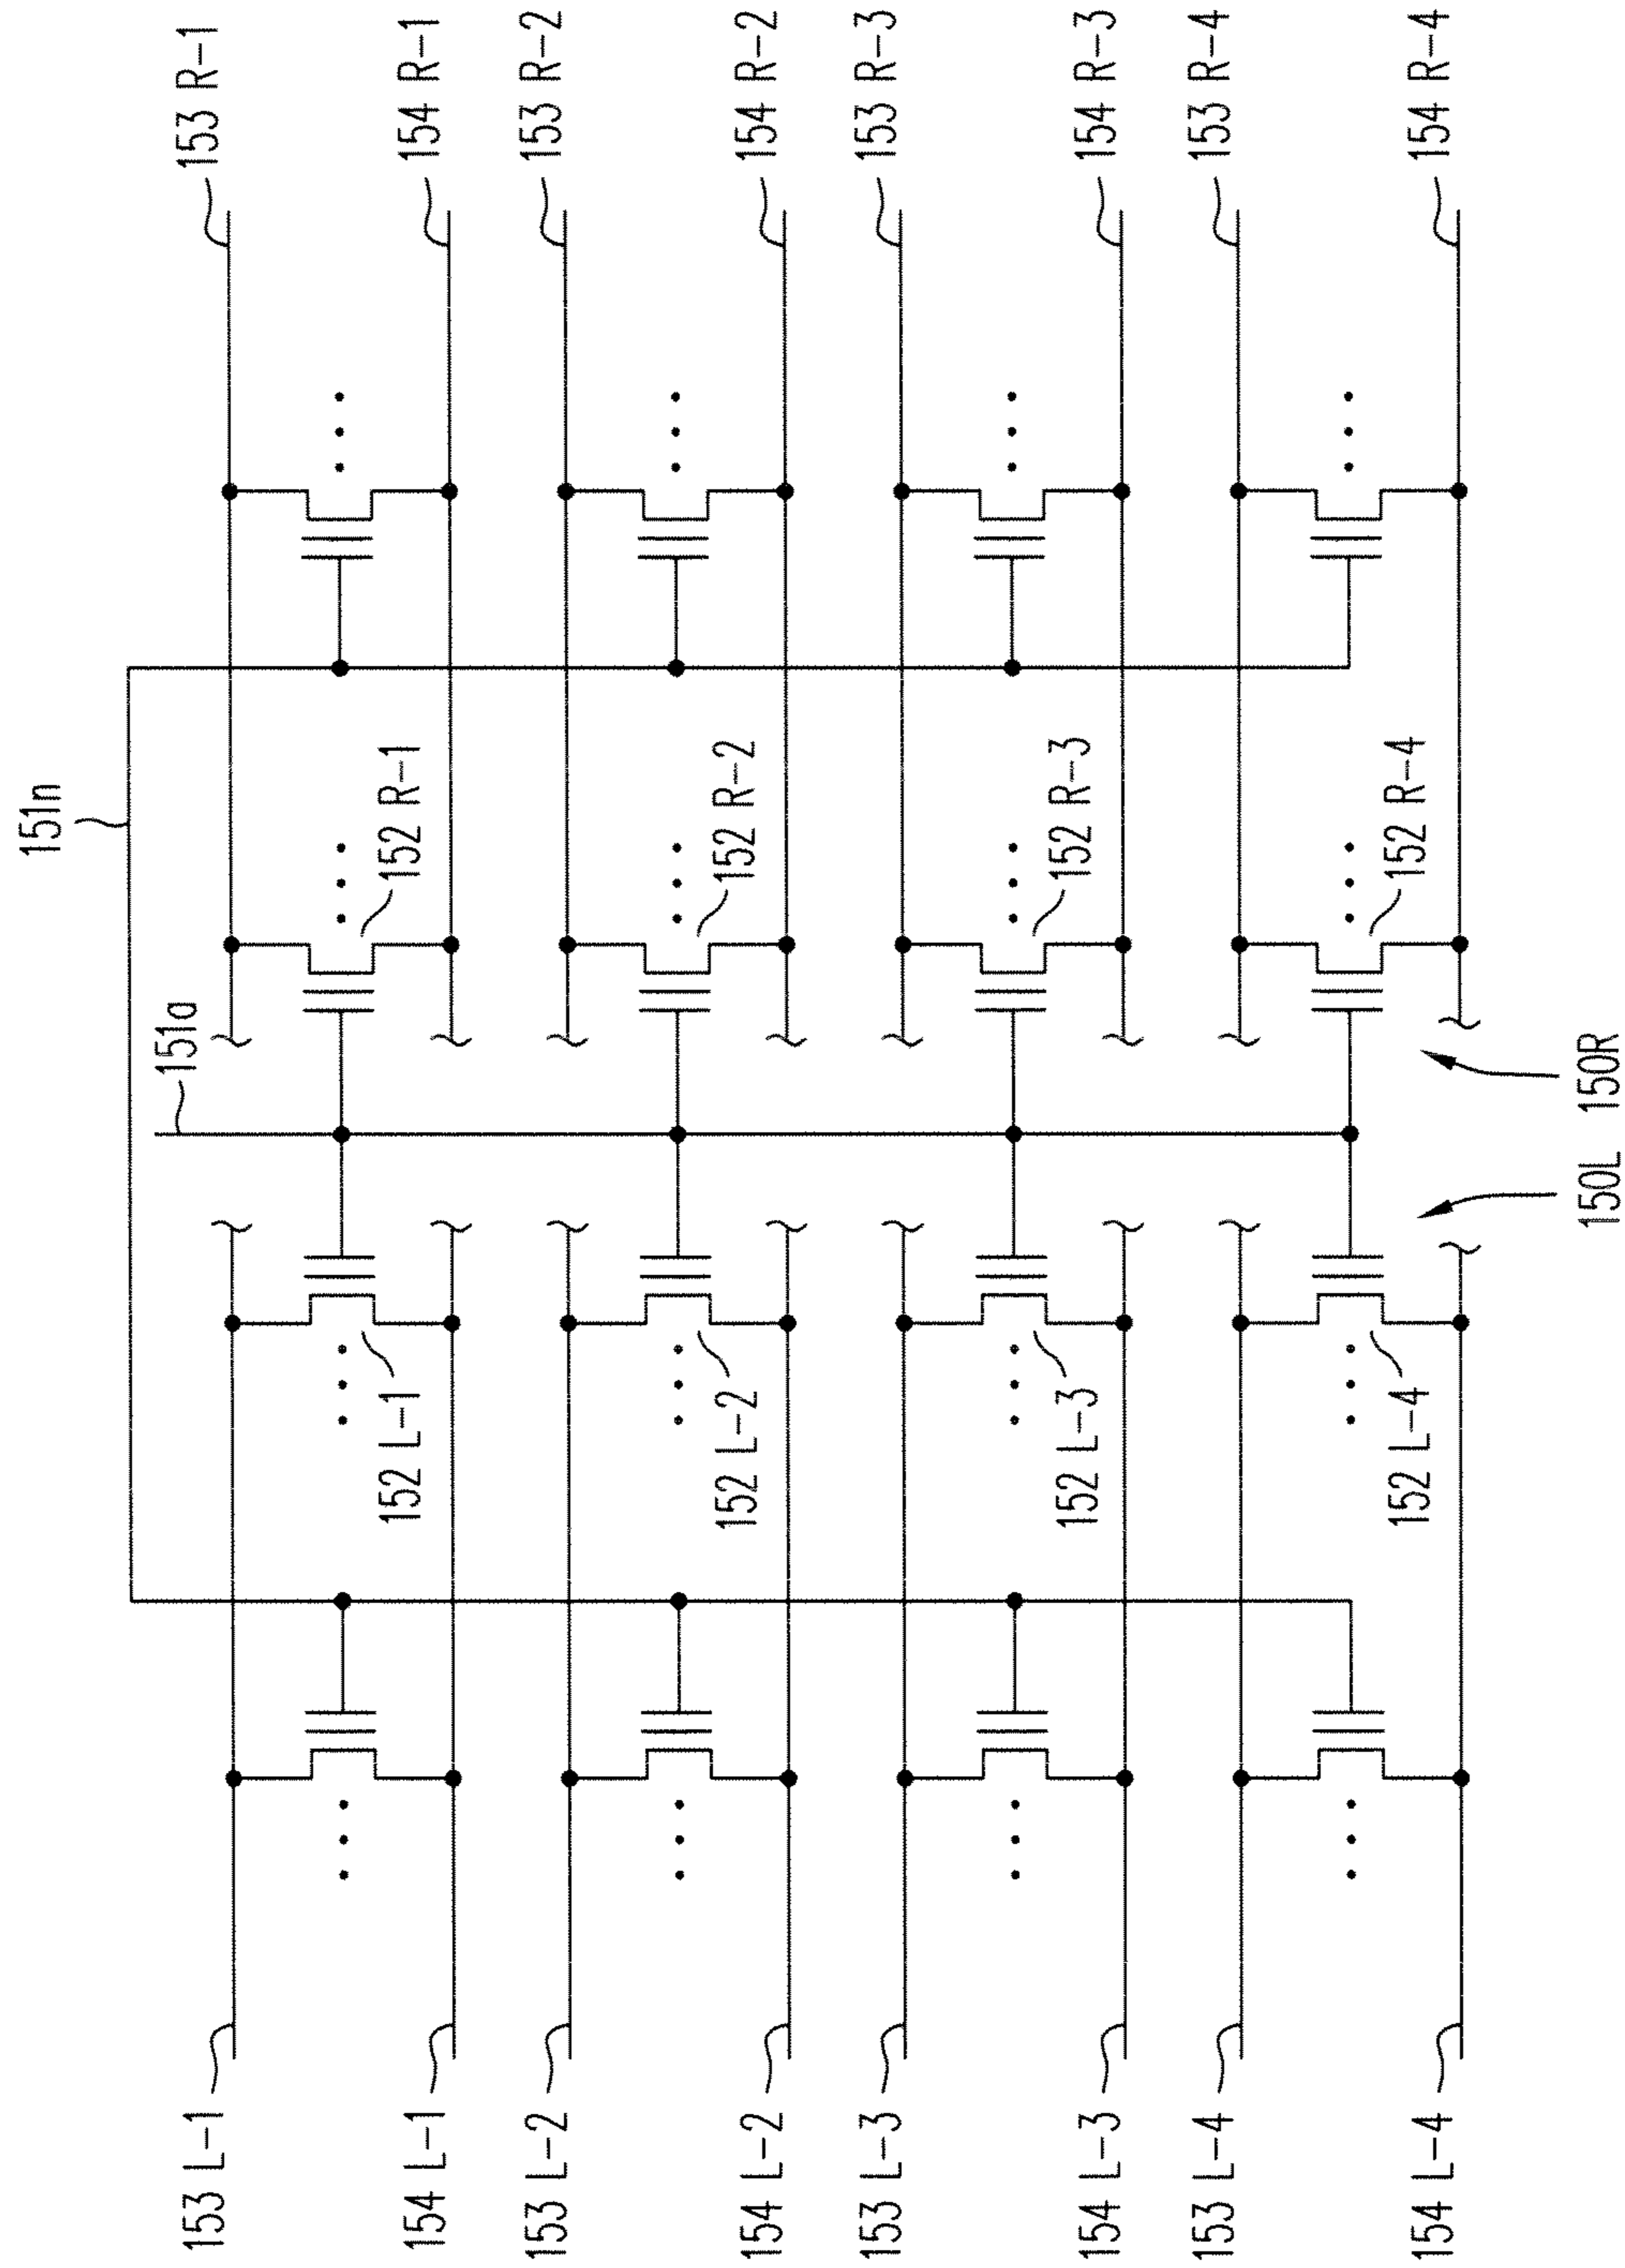 151n
151a
153 L-1
153 R-1
152 L-1
152 R-1
154 L-1
154 R-1
153 L-2
153 R-2
152 L-2
152 R-2
154 L-2
154 R-2
153 L-3
153 R-3
152 L-3
152 R-3
154 L-3
154 R-3
153 L-4
153 R-4
152 L-4
152 R-4
154 L-4
154 R-4
150L
150R